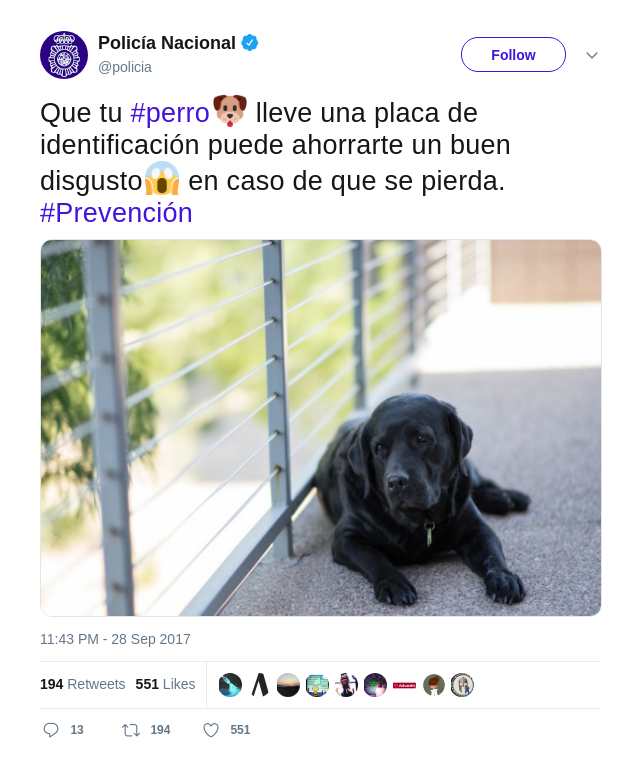 Policía Nacional
@policia
Follow
Que tu #perro🐶 lleve una placa de
identificación puede ahorrarte un buen
disgusto😱 en caso de que se pierda.
#Prevención
11:43 PM - 28 Sep 2017
194 Retweets 551 Likes
13 194 551